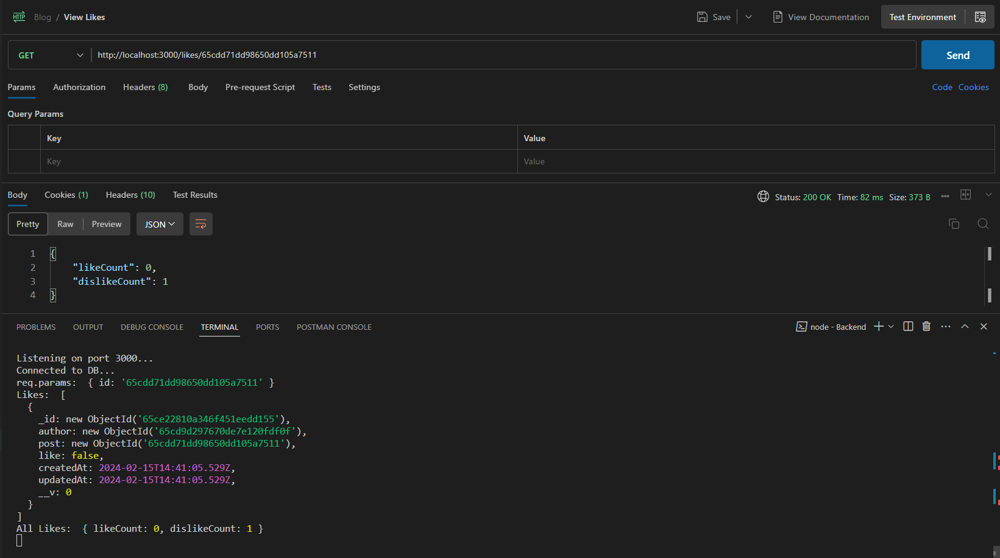 HTTP Blog / View Likes Save View Documentation Test Environment
GET http://localhost:3000/likes/65cdd71dd98650dd105a7511 Send
Params Authorization Headers (8) Body Pre-request Script Tests Settings Code Cookies
Query Params
Key Value
Key Value
Body Cookies (1) Headers (10) Test Results Status: 200 OK Time: 82 ms Size: 373 B
Pretty Raw Preview JSON
1 {
2 "likeCount": 0,
3 "dislikeCount": 1
4 }
PROBLEMS OUTPUT DEBUG CONSOLE TERMINAL PORTS POSTMAN CONSOLE node - Backend
Listening on port 3000...
Connected to DB...
req.params: { id: '65cdd71dd98650dd105a7511' }
Likes: [
{
_id: new ObjectId('65ce22810a346f451eedd155'),
author: new ObjectId('65cd9d297670de7e120fdf0f'),
post: new ObjectId('65cdd71dd98650dd105a7511'),
like: false,
createdAt: 2024-02-15T14:41:05.529Z,
updatedAt: 2024-02-15T14:41:05.529Z,
__v: 0
}
]
All Likes: { likeCount: 0, dislikeCount: 1 }